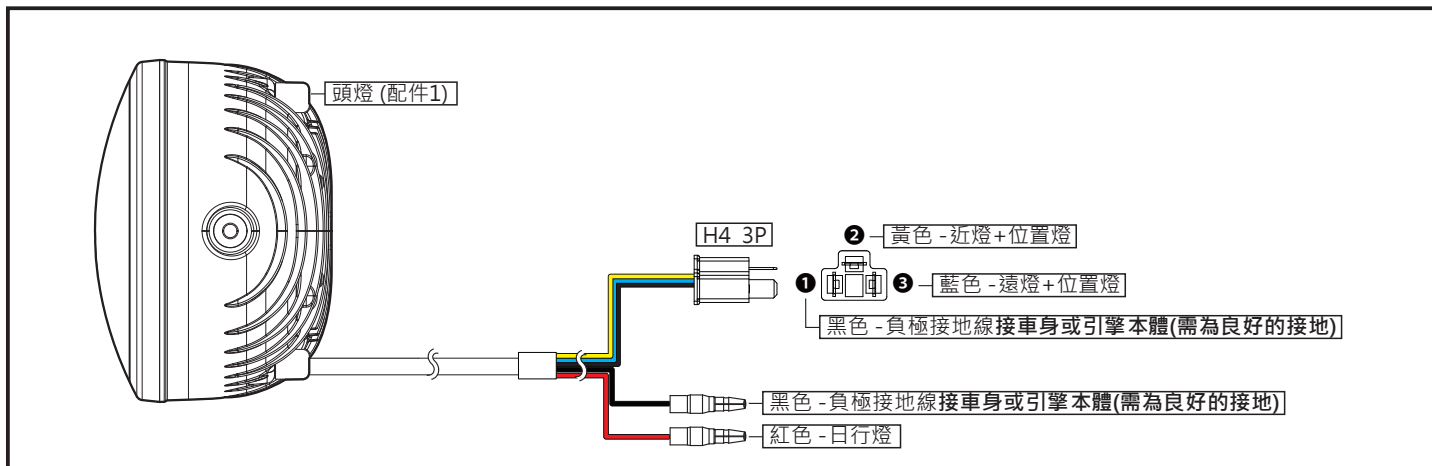 頭燈 (配件1)
H4 3P
❷ 黃色 -近燈+位置燈
❶
❸ 藍色 -遠燈+位置燈
黑色 -負極接地線接車身或引擎本體(需為良好的接地)
黑色 -負極接地線接車身或引擎本體(需為良好的接地)
紅色 -日行燈